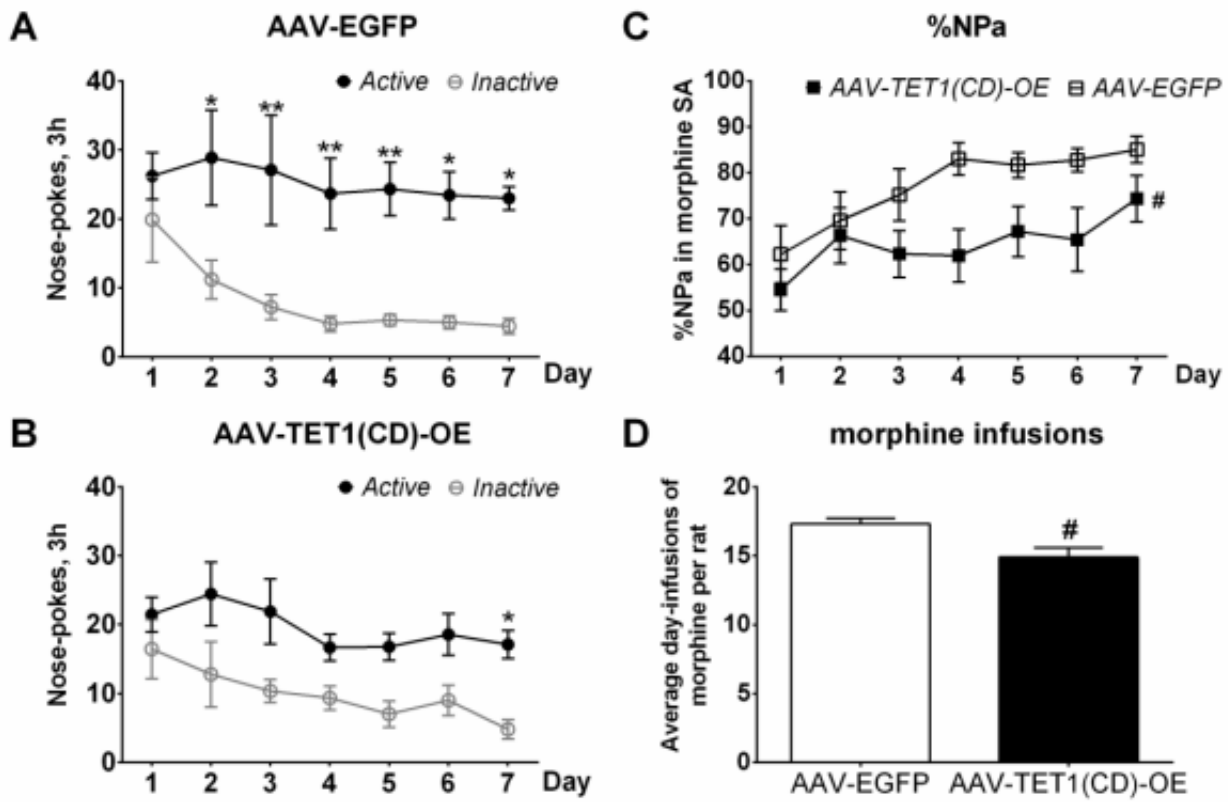 A
AAV-EGFP
Active Inactive
Nose-pokes, 3h
40
30
20
10
0
* ** ** ** * *
1 2 3 4 5 6 7 Day
B
AAV-TET1(CD)-OE
Active Inactive
Nose-pokes, 3h
40
30
20
10
0
*
1 2 3 4 5 6 7 Day
C
%NPa
AAV-TET1(CD)-OE AAV-EGFP
%NPa in morphine SA
100
90
80
70
60
50
40
#
1 2 3 4 5 6 7 Day
D
morphine infusions
Average day-infusions of
morphine per rat
20
15
10
5
0
#
AAV-EGFP AAV-TET1(CD)-OE